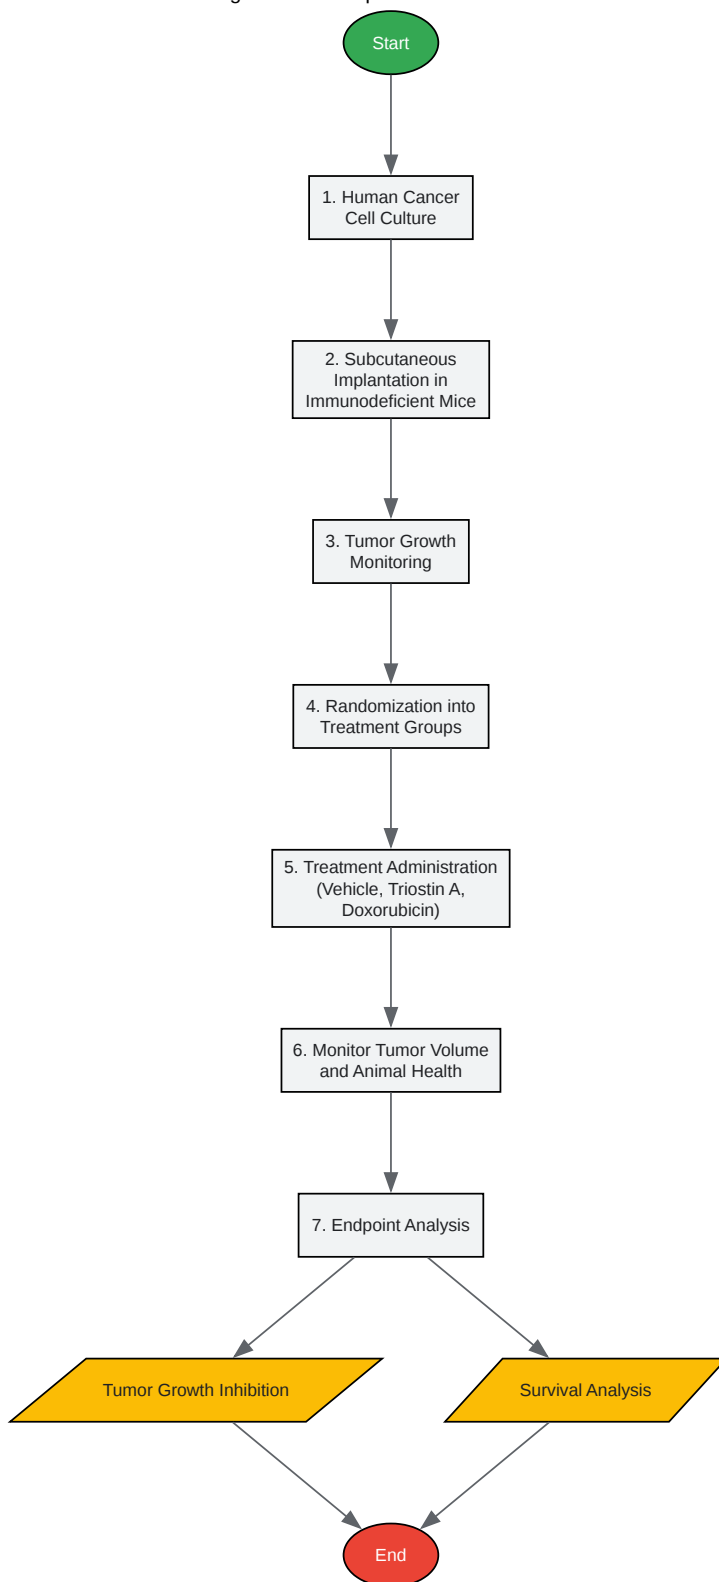 Start
1. Human Cancer
Cell Culture
2. Subcutaneous
Implantation in
Immunodeficient Mice
3. Tumor Growth
Monitoring
4. Randomization into
Treatment Groups
5. Treatment Administration
(Vehicle, Triostin A,
Doxorubicin)
6. Monitor Tumor Volume
and Animal Health
7. Endpoint Analysis
Tumor Growth Inhibition
Survival Analysis
End